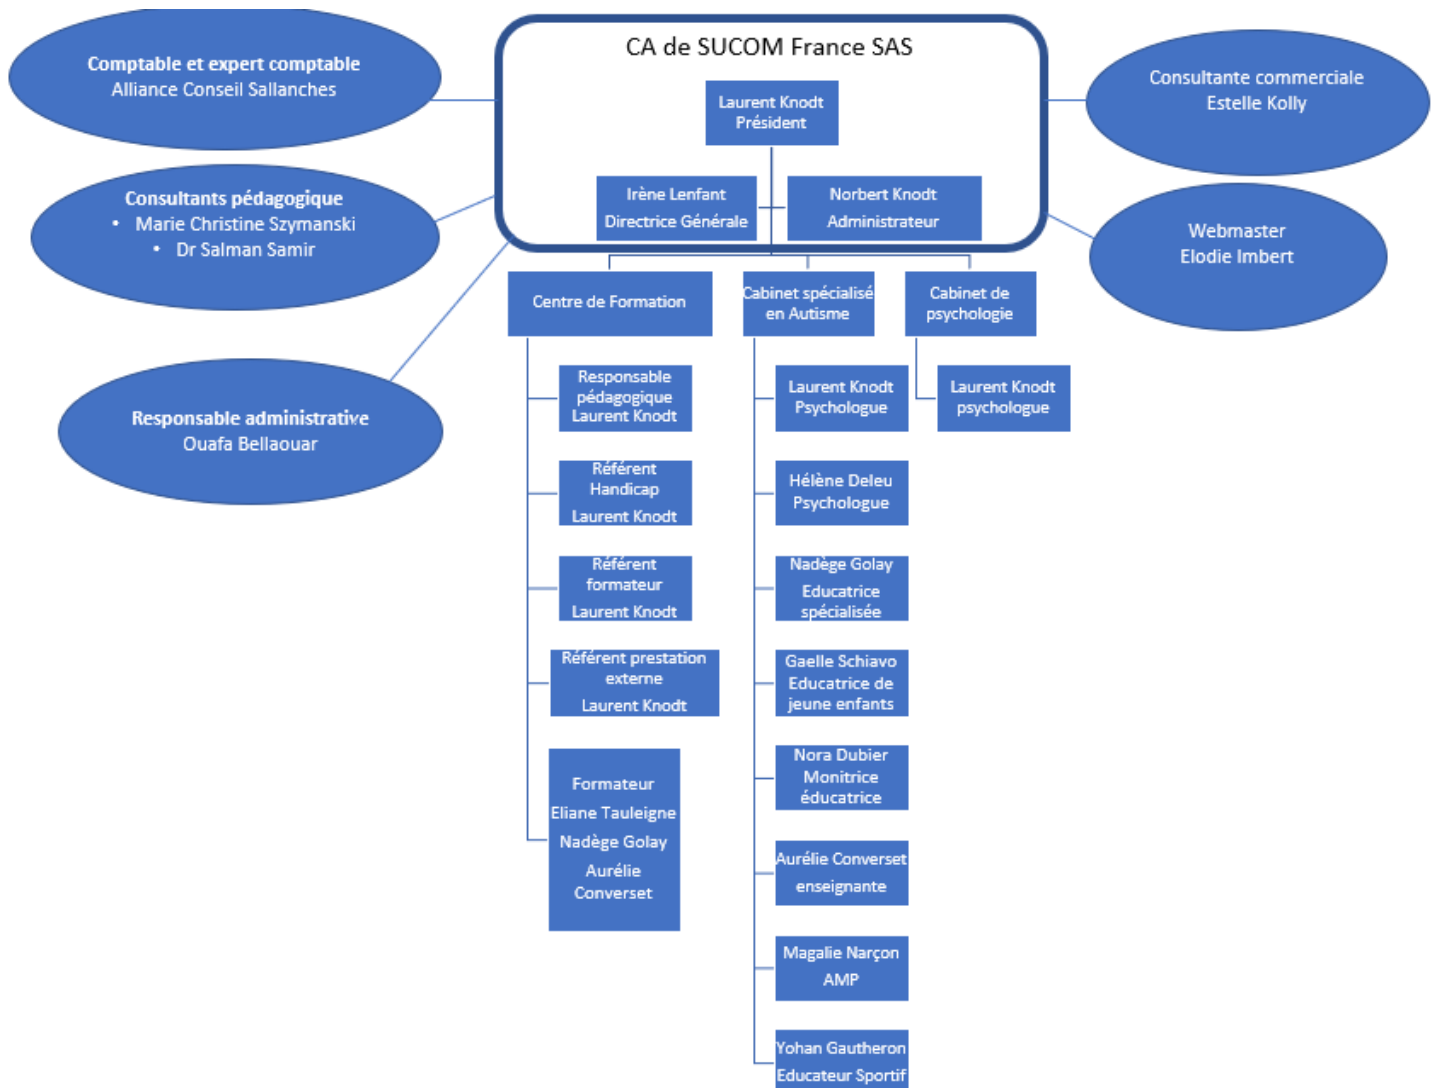 CA de SUCOM France SAS
Laurent Knodt
Président
Irène Lenfant
Directrice Générale
Norbert Knodt
Administrateur
Comptable et expert comptable
Alliance Conseil Sallanches
Consultants pédagogique
• Marie Christine Szymanski
• Dr Salman Samir
Responsable administrative
Ouafa Bellaouar
Consultante commerciale
Estelle Kolly
Webmaster
Elodie Imbert
Centre de Formation
Responsable
pédagogique
Laurent Knodt
Référent
Handicap
Laurent Knodt
Référent
formateur
Laurent Knodt
Référent prestation
externe
Laurent Knodt
Formateur
Eliane Tauleigne
Nadège Golay
Aurélie
Converset
Cabinet spécialisé
en Autisme
Laurent Knodt
Psychologue
Hélène Deleu
Psychologue
Nadège Golay
Educatrice
spécialisée
Gaelle Schiavo
Educatrice de
jeune enfants
Nora Dubier
Monitrice
éducatrice
Aurélie Converset
enseignante
Magalie Narçon
AMP
Yohan Gautheron
Educateur Sportif
Cabinet de
psychologie
Laurent Knodt
psychologue